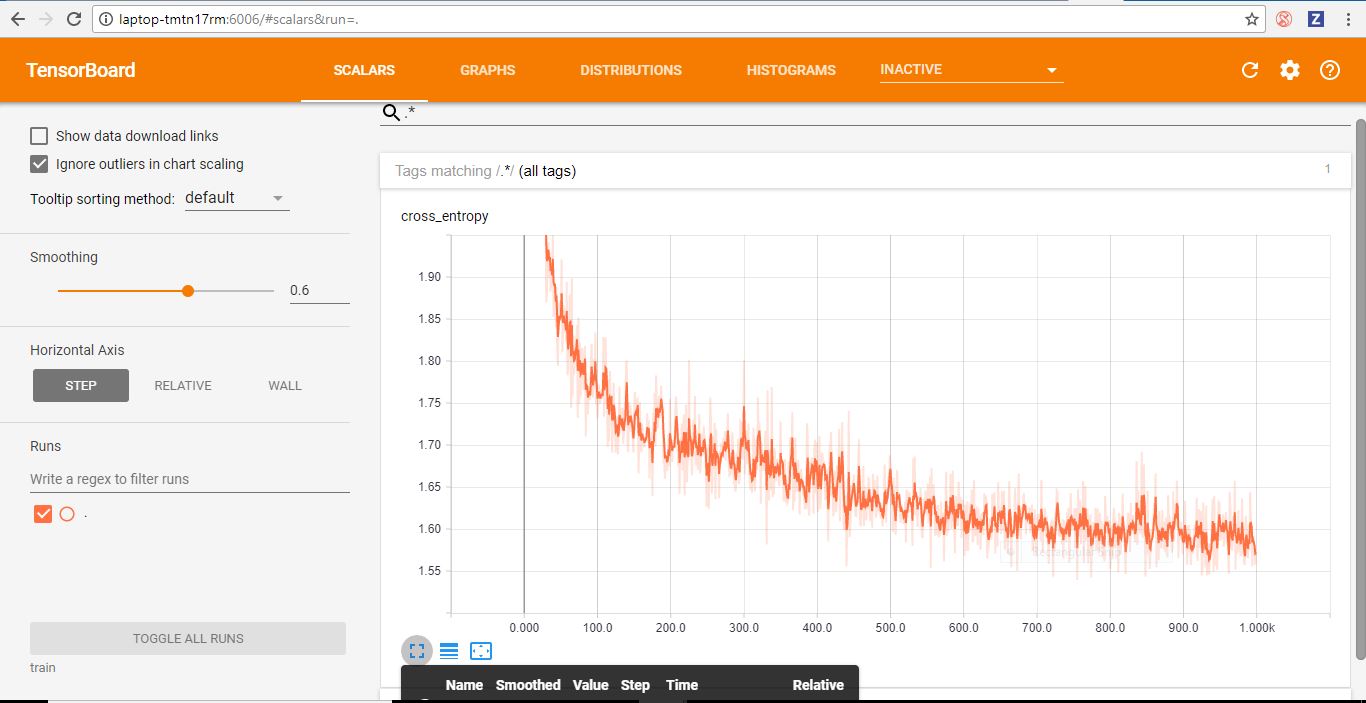 laptop-tmtn17rm:6006/#scalars&run=.
Z
TensorBoard
SCALARS
GRAPHS
DISTRIBUTIONS
HISTOGRAMS
INACTIVE
.*
Show data download links
Ignore outliers in chart scaling
Tooltip sorting method: default
Smoothing
0.6
Horizontal Axis
STEP RELATIVE WALL
Runs
Write a regex to filter runs
.
TOGGLE ALL RUNS
train
Tags matching /.*/ (all tags)
1
cross_entropy
1.90
1.85
1.80
1.75
1.70
1.65
1.60
1.55
0.000 100.0 200.0 300.0 400.0 500.0 600.0 700.0 800.0 900.0 1.000k
Rectangular Snip
Name Smoothed Value Step Time Relative